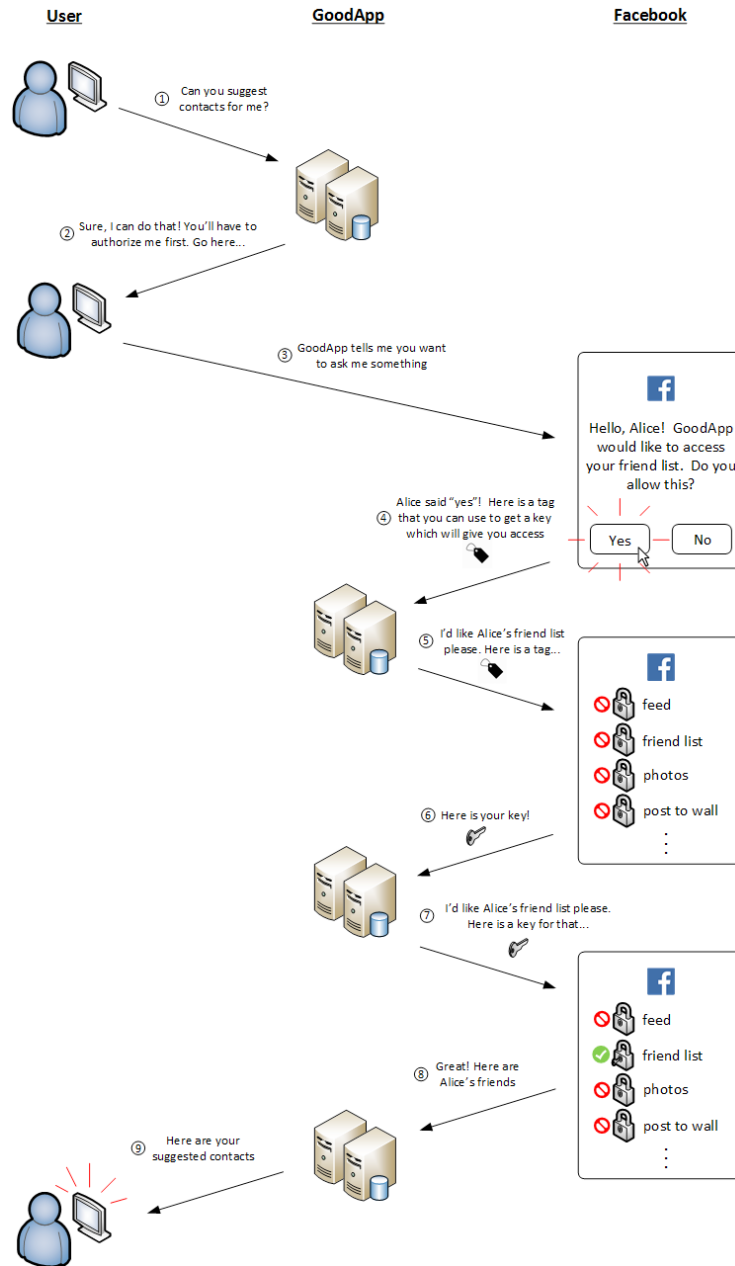 User
GoodApp
Facebook
① Can you suggest
contacts for me?
② Sure, I can do that! You'll have to
authorize me first. Go here...
③ GoodApp tells me you want
to ask me something
Hello, Alice! GoodApp
would like to access
your friend list. Do you
allow this?
Yes
No
④ Alice said "yes"! Here is a tag
that you can use to get a key
which will give you access
⑤ I'd like Alice's friend list
please. Here is a tag...
feed
friend list
photos
post to wall
⑥ Here is your key!
⑦ I'd like Alice's friend list please.
Here is a key for that...
feed
friend list
photos
post to wall
⑧ Great! Here are
Alice's friends
⑨ Here are your
suggested contacts